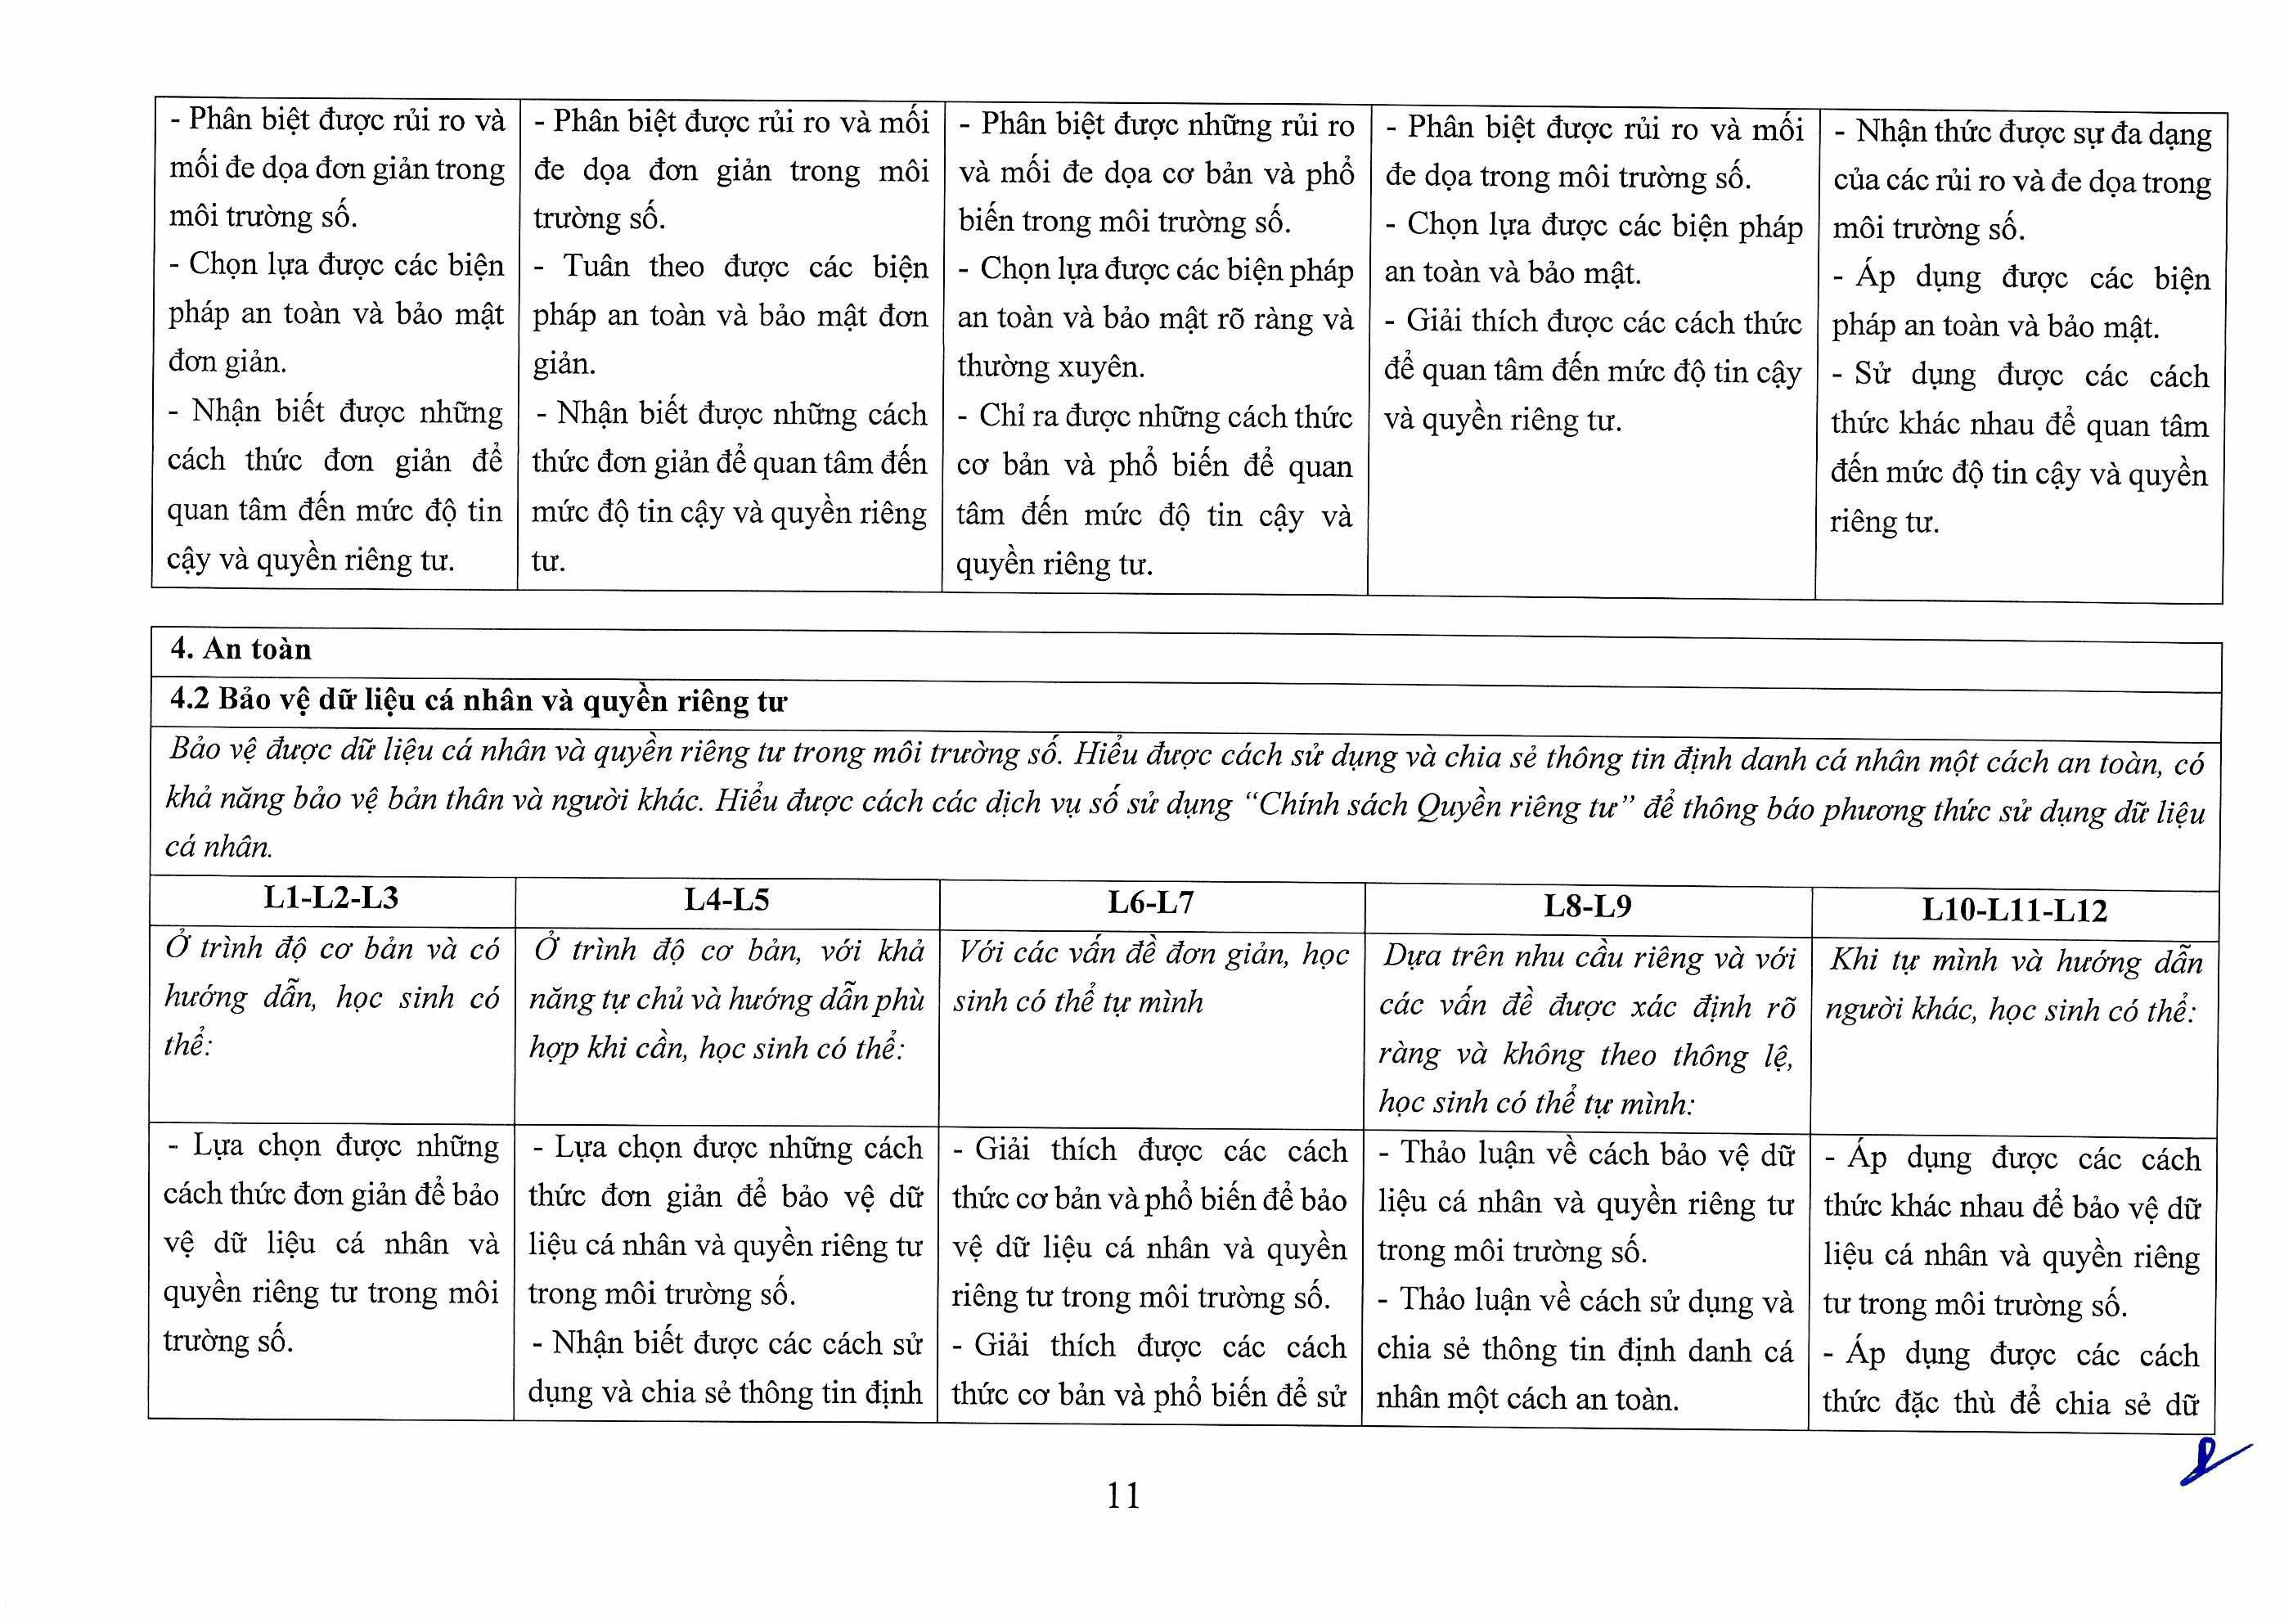 - Phân biệt được rủi ro và
mối đe dọa đơn giản trong
môi trường số.
- Chọn lựa được các biện
pháp an toàn và bảo mật
đơn giản.
- Nhận biết được những
cách thức đơn giản để
quan tâm đến mức độ tin
cậy và quyền riêng tư.
- Phân biệt được rủi ro và mối
đe dọa đơn giản trong môi
trường số.
- Tuân theo được các biện
pháp an toàn và bảo mật đơn
giản.
- Nhận biết được những cách
thức đơn giản để quan tâm đến
mức độ tin cậy và quyền riêng
tư.
- Phân biệt được những rủi ro
và mối đe dọa cơ bản và phổ
biến trong môi trường số.
- Chọn lựa được các biện pháp
an toàn và bảo mật rõ ràng và
thường xuyên.
- Chỉ ra được những cách thức
cơ bản và phổ biến để quan
tâm đến mức độ tin cậy và
quyền riêng tư.
- Phân biệt được rủi ro và mối
đe dọa trong môi trường số.
- Chọn lựa được các biện pháp
an toàn và bảo mật.
- Giải thích được các cách thức
để quan tâm đến mức độ tin cậy
và quyền riêng tư.
- Nhận thức được sự đa dạng
của các rủi ro và đe dọa trong
môi trường số.
- Áp dụng được các biện
pháp an toàn và bảo mật.
- Sử dụng được các cách
thức khác nhau để quan tâm
đến mức độ tin cậy và quyền
riêng tư.
4. An toàn
4.2 Bảo vệ dữ liệu cá nhân và quyền riêng tư
Bảo vệ được dữ liệu cá nhân và quyền riêng tư trong môi trường số. Hiểu được cách sử dụng và chia sẻ thông tin định danh cá nhân một cách an toàn, có
khả năng bảo vệ bản thân và người khác. Hiểu được cách các dịch vụ số sử dụng “Chính sách Quyền riêng tư” để thông báo phương thức sử dụng dữ liệu
cá nhân.
L1-L2-L3
L4-L5
L6-L7
L8-L9
L10-L11-L12
Ở trình độ cơ bản và có
hướng dẫn, học sinh có
thể:
Ở trình độ cơ bản, với khả
năng tự chủ và hướng dẫn phù
hợp khi cần, học sinh có thể:
Với các vấn đề đơn giản, học
sinh có thể tự mình
Dựa trên nhu cầu riêng và với
các vấn đề được xác định rõ
ràng và không theo thông lệ,
học sinh có thể tự mình:
Khi tự mình và hướng dẫn
người khác, học sinh có thể:
- Lựa chọn được những
cách thức đơn giản để bảo
vệ dữ liệu cá nhân và
quyền riêng tư trong môi
trường số.
- Lựa chọn được những cách
thức đơn giản để bảo vệ dữ
liệu cá nhân và quyền riêng tư
trong môi trường số.
- Nhận biết được các cách sử
dụng và chia sẻ thông tin định
- Giải thích được các cách
thức cơ bản và phổ biến để bảo
vệ dữ liệu cá nhân và quyền
riêng tư trong môi trường số.
- Giải thích được các cách
thức cơ bản và phổ biến để sử
- Thảo luận về cách bảo vệ dữ
liệu cá nhân và quyền riêng tư
trong môi trường số.
- Thảo luận về cách sử dụng và
chia sẻ thông tin định danh cá
nhân một cách an toàn.
- Áp dụng được các cách
thức khác nhau để bảo vệ dữ
liệu cá nhân và quyền riêng
tư trong môi trường số.
- Áp dụng được các cách
thức đặc thù để chia sẻ dữ
11